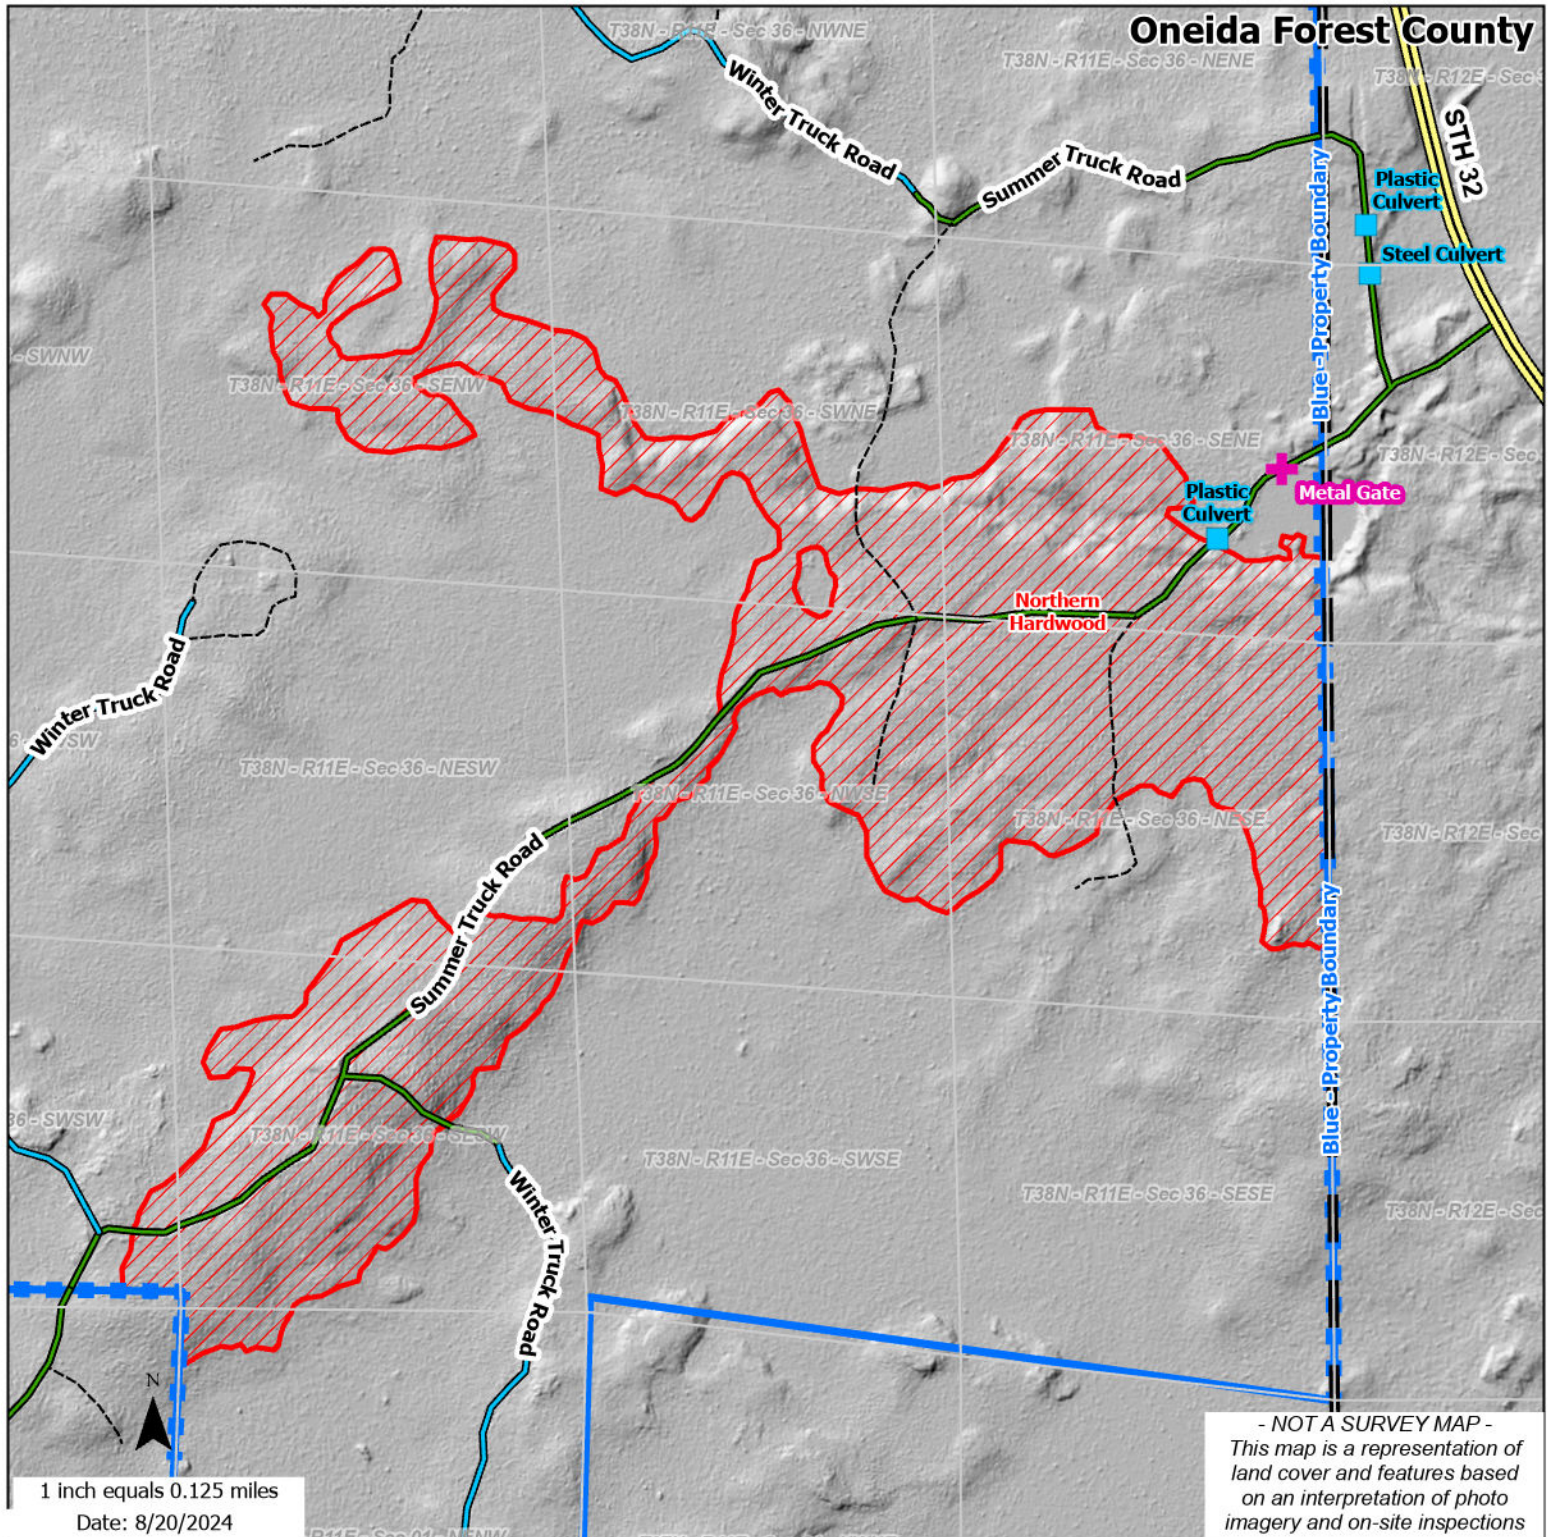 Oneida Forest County
T38N - R11E - Sec 36 - NWNE
T38N - R11E - Sec 36 - NENE
T38N - R12E - Sec
STH 32
Winter Truck Road
Summer Truck Road
Plastic
Culvert
Steel Culvert
Blue - Property Boundary
- SWNW
T38N - R11E - Sec 36 - SENW
T38N - R11E - Sec 36 - SWNE
T38N - R11E - Sec 36 - SENE
T38N - R12E - Sec
Metal Gate
Plastic
Culvert
Northern
Hardwood
Winter Truck Road
T38N - R11E - Sec 36 - NESW
T38N - R11E - Sec 36 - NWSE
T38N - R11E - Sec 36 - NESE
T38N - R12E - Sec
Summer Truck Road
Blue - Property Boundary
36 - SWSW
T38N - R11E - Sec 36 - SESW
T38N - R11E - Sec 36 - SWSE
T38N - R11E - Sec 36 - SESE
T38N - R12E - Sec
Winter Truck Road
N
1 inch equals 0.125 miles
Date: 8/20/2024
- NOT A SURVEY MAP -
This map is a representation of
land cover and features based
on an interpretation of photo
imagery and on-site inspections